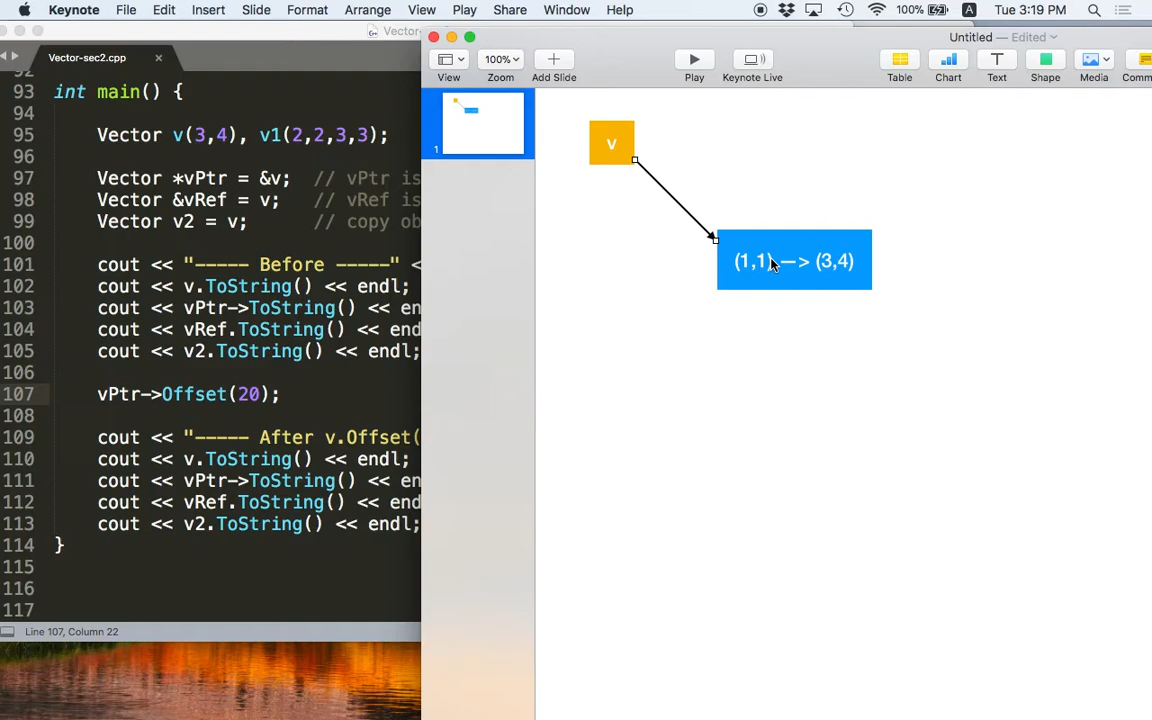 Keynote File Edit Insert Slide Format Arrange View Play Share Window Help 100% A Tue 3:19 PM
Vector-
Vector-sec2.cpp
Untitled — Edited
100%
View Zoom Add Slide Play Keynote Live Table Chart Text Shape Media Comm
92
93 int main() {
94
95 Vector v(3,4), v1(2,2,3,3);
96
97 Vector *vPtr = &v; // vPtr is
98 Vector &vRef = v; // vRef is
99 Vector v2 = v; // copy ob
100
101 cout << "----- Before -----" <
102 cout << v.ToString() << endl;
103 cout << vPtr->ToString() << en
104 cout << vRef.ToString() << end
105 cout << v2.ToString() << endl;
106
107 vPtr->Offset(20);
108
109 cout << "----- After v.Offset(
110 cout << v.ToString() << endl;
111 cout << vPtr->ToString() << en
112 cout << vRef.ToString() << end
113 cout << v2.ToString() << endl;
114 }
115
116
117
Line 107, Column 22
1
v
(1,1) —> (3,4)